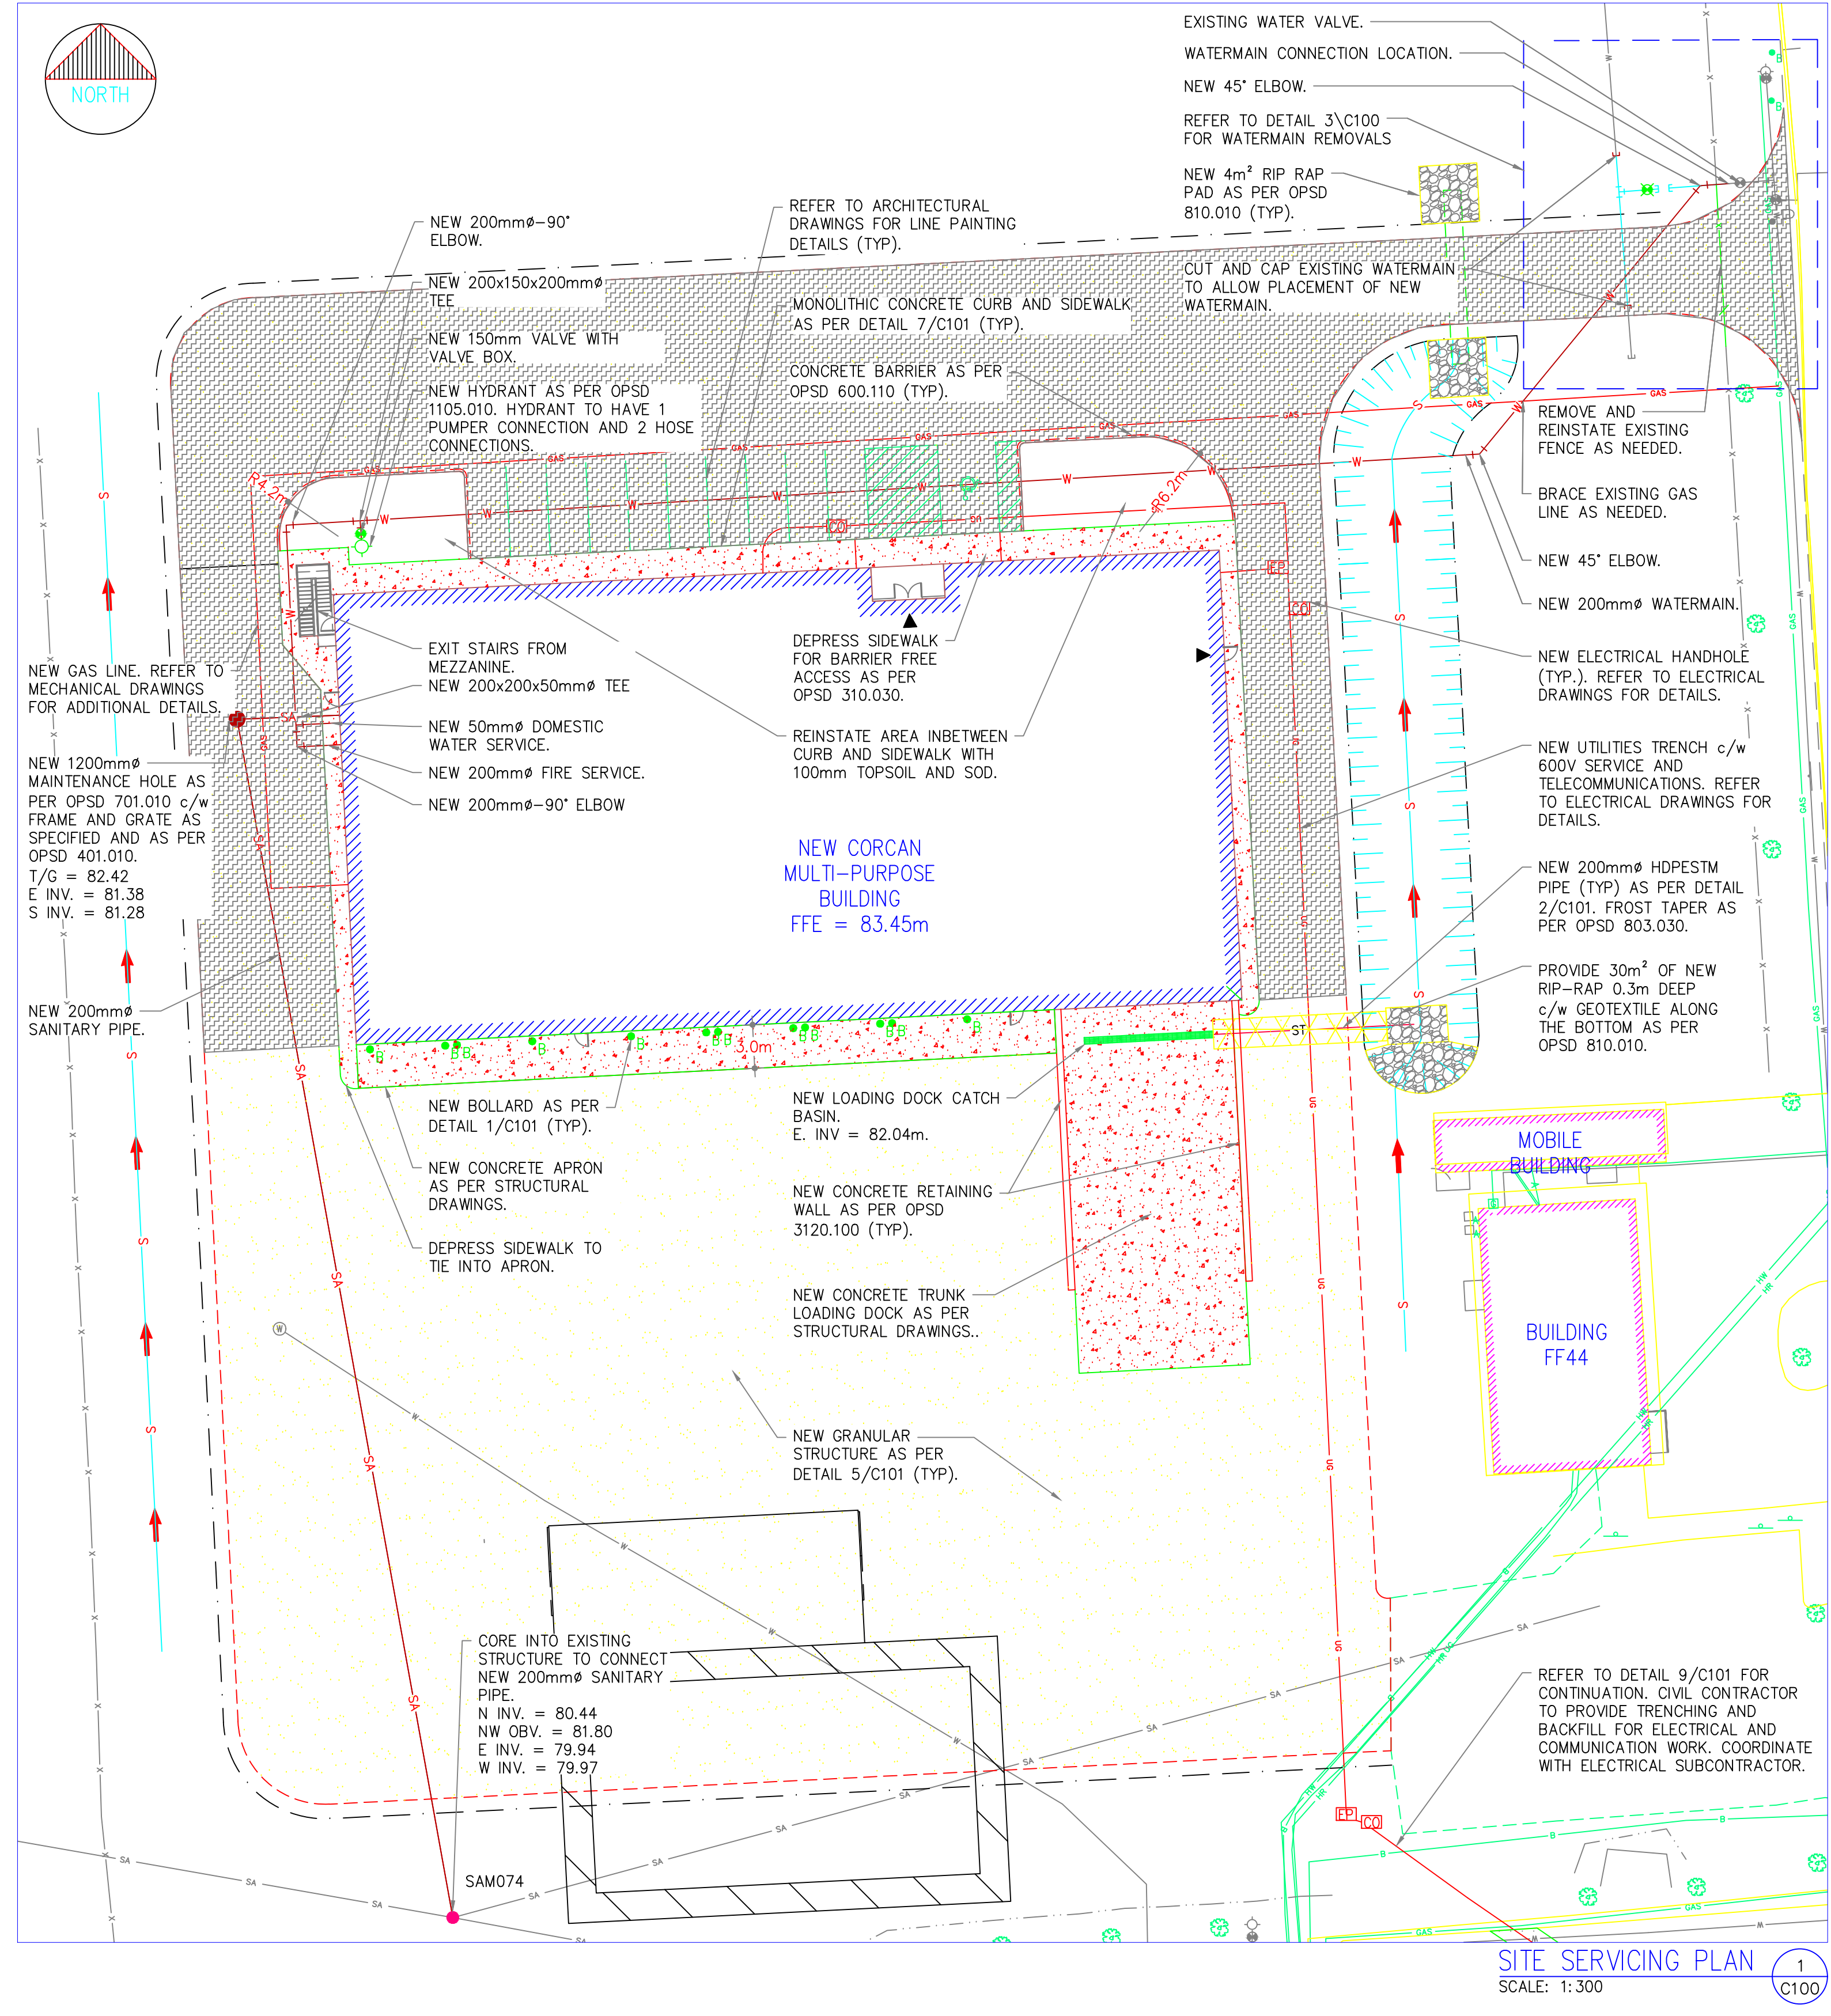 NORTH
EXISTING WATER VALVE.
WATERMAIN CONNECTION LOCATION.
NEW 45° ELBOW.
REFER TO DETAIL 3\C100
FOR WATERMAIN REMOVALS
NEW 4m² RIP RAP
PAD AS PER OPSD
810.010 (TYP).
CUT AND CAP EXISTING WATERMAIN
TO ALLOW PLACEMENT OF NEW
WATERMAIN.
REFER TO ARCHITECTURAL
DRAWINGS FOR LINE PAINTING
DETAILS (TYP).
MONOLITHIC CONCRETE CURB AND SIDEWALK
AS PER DETAIL 7/C101 (TYP).
CONCRETE BARRIER AS PER
OPSD 600.110 (TYP).
NEW 200mmø-90°
ELBOW.
NEW 200x150x200mmø
TEE
NEW 150mm VALVE WITH
VALVE BOX.
NEW HYDRANT AS PER OPSD
1105.010. HYDRANT TO HAVE 1
PUMPER CONNECTION AND 2 HOSE
CONNECTIONS.
R4.2m
R6.2m
REMOVE AND
REINSTATE EXISTING
FENCE AS NEEDED.
BRACE EXISTING GAS
LINE AS NEEDED.
NEW 45° ELBOW.
NEW 200mmø WATERMAIN.
NEW ELECTRICAL HANDHOLE
(TYP.). REFER TO ELECTRICAL
DRAWINGS FOR DETAILS.
NEW UTILITIES TRENCH c/w
600V SERVICE AND
TELECOMMUNICATIONS. REFER
TO ELECTRICAL DRAWINGS FOR
DETAILS.
NEW 200mmø HDPESTM
PIPE (TYP) AS PER DETAIL
2/C101. FROST TAPER AS
PER OPSD 803.030.
PROVIDE 30m² OF NEW
RIP-RAP 0.3m DEEP
c/w GEOTEXTILE ALONG
THE BOTTOM AS PER
OPSD 810.010.
EXIT STAIRS FROM
MEZZANINE.
NEW 200x200x50mmø TEE
NEW 50mmø DOMESTIC
WATER SERVICE.
NEW 200mmø FIRE SERVICE.
NEW 200mmø-90° ELBOW
DEPRESS SIDEWALK
FOR BARRIER FREE
ACCESS AS PER
OPSD 310.030.
REINSTATE AREA INBETWEEN
CURB AND SIDEWALK WITH
100mm TOPSOIL AND SOD.
NEW GAS LINE. REFER TO
MECHANICAL DRAWINGS
FOR ADDITIONAL DETAILS.
NEW 1200mmø
MAINTENANCE HOLE AS
PER OPSD 701.010 c/w
FRAME AND GRATE AS
SPECIFIED AND AS PER
OPSD 401.010.
T/G = 82.42
E INV. = 81.38
S INV. = 81.28
NEW 200mmø
SANITARY PIPE.
NEW CORCAN
MULTI-PURPOSE
BUILDING
FFE = 83.45m
GAS
GAS
GAS
GAS
GAS
GAS
W
W
W
W
W
CO
UG
EP
CO
SA
SA
ST
3.0m
NEW BOLLARD AS PER
DETAIL 1/C101 (TYP).
NEW CONCRETE APRON
AS PER STRUCTURAL
DRAWINGS.
DEPRESS SIDEWALK TO
TIE INTO APRON.
NEW LOADING DOCK CATCH
BASIN.
E. INV = 82.04m.
NEW CONCRETE RETAINING
WALL AS PER OPSD
3120.100 (TYP).
NEW CONCRETE TRUNK
LOADING DOCK AS PER
STRUCTURAL DRAWINGS..
NEW GRANULAR
STRUCTURE AS PER
DETAIL 5/C101 (TYP).
MOBILE
BUILDING
BUILDING
FF44
CORE INTO EXISTING
STRUCTURE TO CONNECT
NEW 200mmø SANITARY
PIPE.
N INV. = 80.44
NW OBV. = 81.80
E INV. = 79.94
W INV. = 79.97
SAM074
REFER TO DETAIL 9/C101 FOR
CONTINUATION. CIVIL CONTRACTOR
TO PROVIDE TRENCHING AND
BACKFILL FOR ELECTRICAL AND
COMMUNICATION WORK. COORDINATE
WITH ELECTRICAL SUBCONTRACTOR.
EP
CO
SITE SERVICING PLAN
SCALE: 1:300
1
C100